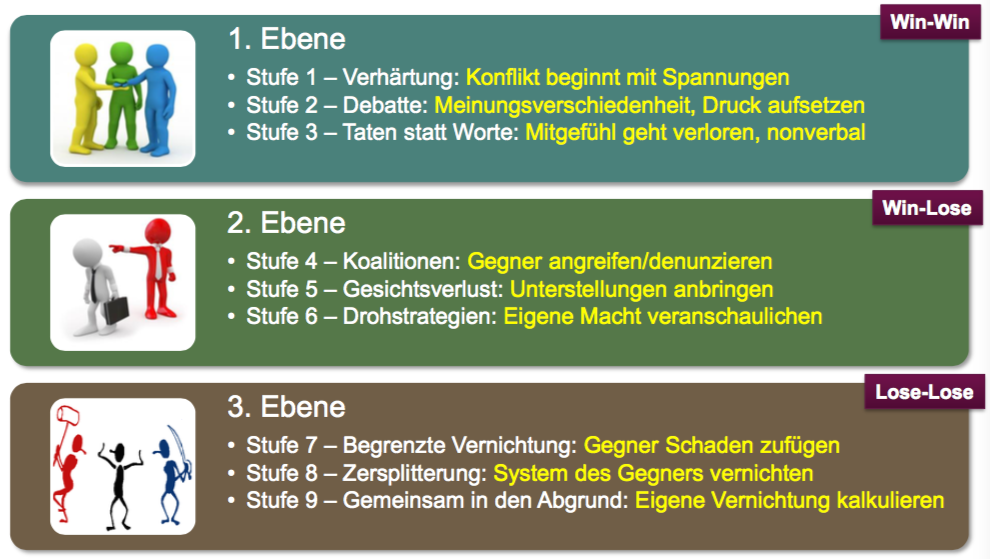 Win-Win
1. Ebene
• Stufe 1 – Verhärtung: Konflikt beginnt mit Spannungen
• Stufe 2 – Debatte: Meinungsverschiedenheit, Druck aufsetzen
• Stufe 3 – Taten statt Worte: Mitgefühl geht verloren, nonverbal
Win-Lose
2. Ebene
• Stufe 4 – Koalitionen: Gegner angreifen/denunzieren
• Stufe 5 – Gesichtsverlust: Unterstellungen anbringen
• Stufe 6 – Drohstrategien: Eigene Macht veranschaulichen
Lose-Lose
3. Ebene
• Stufe 7 – Begrenzte Vernichtung: Gegner Schaden zufügen
• Stufe 8 – Zersplitterung: System des Gegners vernichten
• Stufe 9 – Gemeinsam in den Abgrund: Eigene Vernichtung kalkulieren